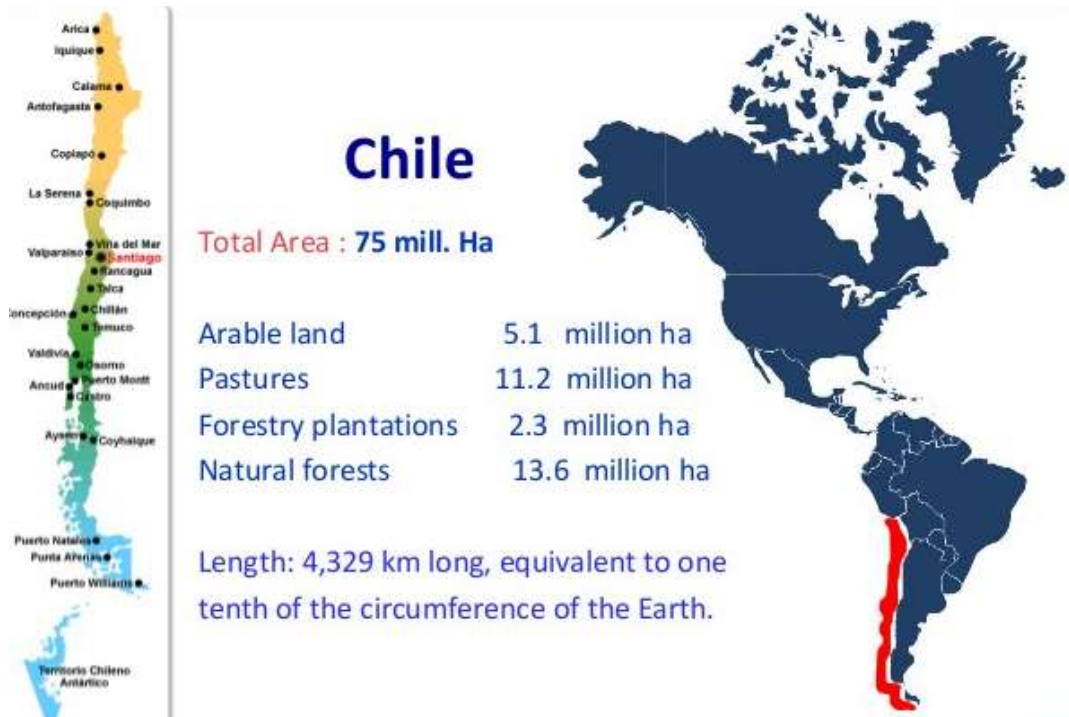 Arica
Iquique
Calama
Antofagasta
Copiapó
La Serena
Coquimbo
Viña del Mar
Valparaiso
Santiago
Rancagua
Talca
Chillán
Concepción
Temuco
Valdivia
Osorno
Puerto Montt
Ancud
Castro
Aysen
Coyhaique
Puerto Natales
Punta Arenas
Puerto Williams
Territorio Chileno
Antártico
Chile
Total Area : 75 mill. Ha
Arable land 5.1 million ha
Pastures 11.2 million ha
Forestry plantations 2.3 million ha
Natural forests 13.6 million ha
Length: 4,329 km long, equivalent to one
tenth of the circumference of the Earth.